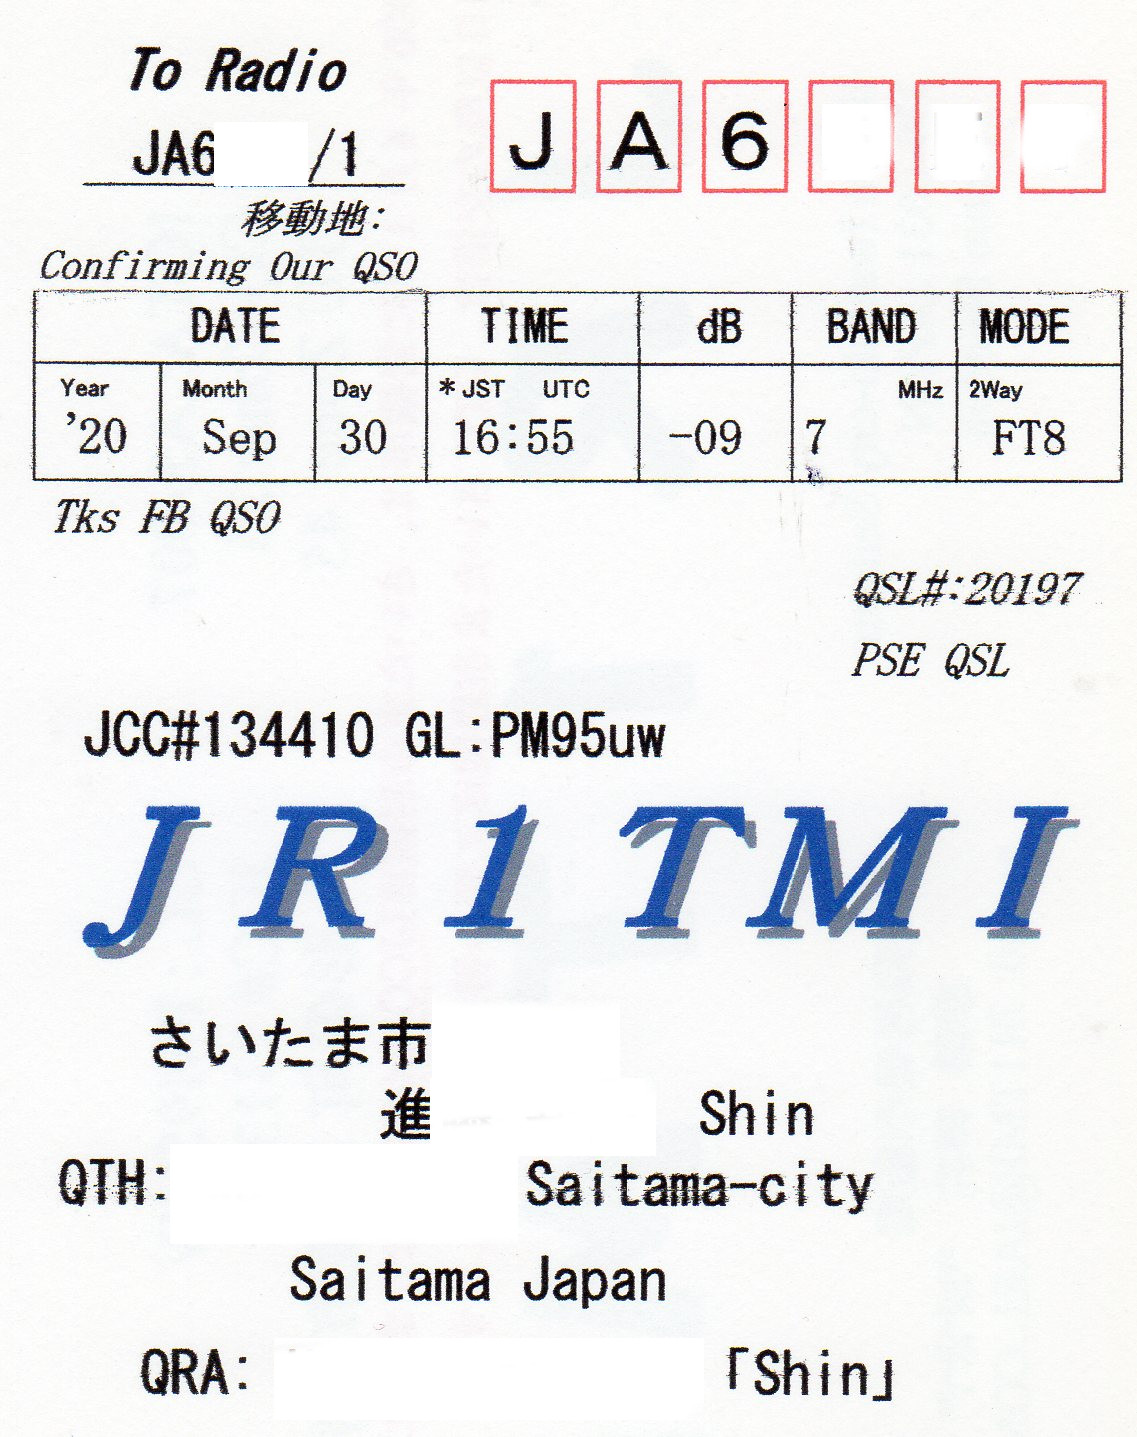 To Radio
JA6 /1
J A 6
移動地:
Confirming Our QSO
DATE TIME dB BAND MODE
Year Month Day *JST UTC MHz 2Way
'20 Sep 30 16:55 -09 7 FT8
Tks FB QSO
QSL#:20197
PSE QSL
JCC#134410 GL:PM95uw
JR1TMI
さいたま市
進 Shin
QTH: Saitama-city
Saitama Japan
QRA: 「Shin」